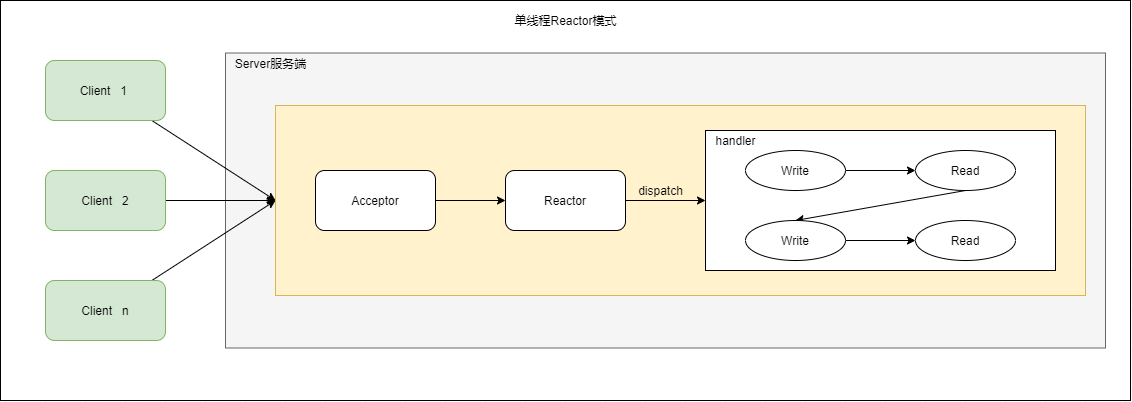 单线程Reactor模式
Server服务端
Client 1
Client 2
Client n
Acceptor
Reactor
dispatch
handler
Write
Read
Write
Read